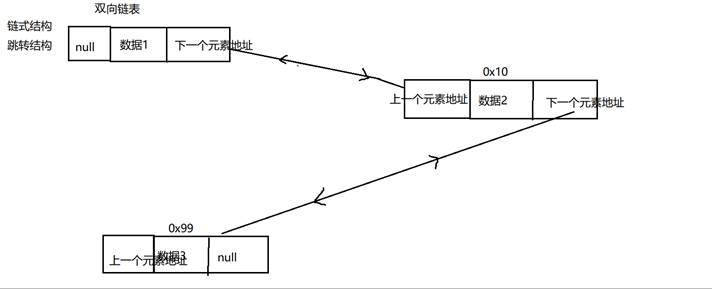 双向链表
链式结构
跳转结构
null 数据1 下一个元素地址
0x10
上一个元素地址 数据2 下一个元素地址
0x99
上一个元素地址 数据3 null